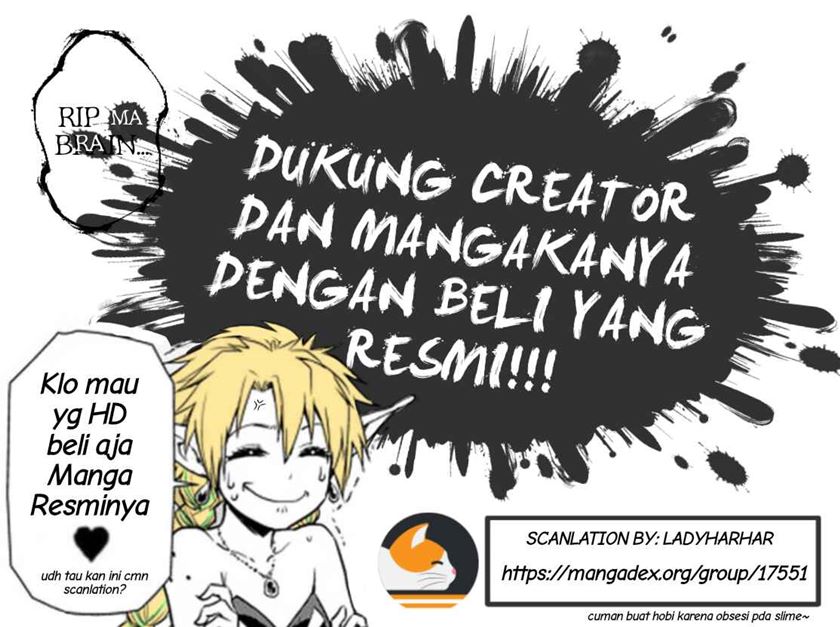 RIP MA
BRAIN...
DUKUNG CREATOR
DAN MANGAKANYA
DENGAN BELI YANG
RESMI!!!
Klo mau
yg HD
beli aja
Manga
Resminya
udh tau kan ini cmn
scanlation?
SCANLATION BY: LADYHARHAR
https://mangadex.org/group/17551
cuman buat hobi karena obsesi pda slime~